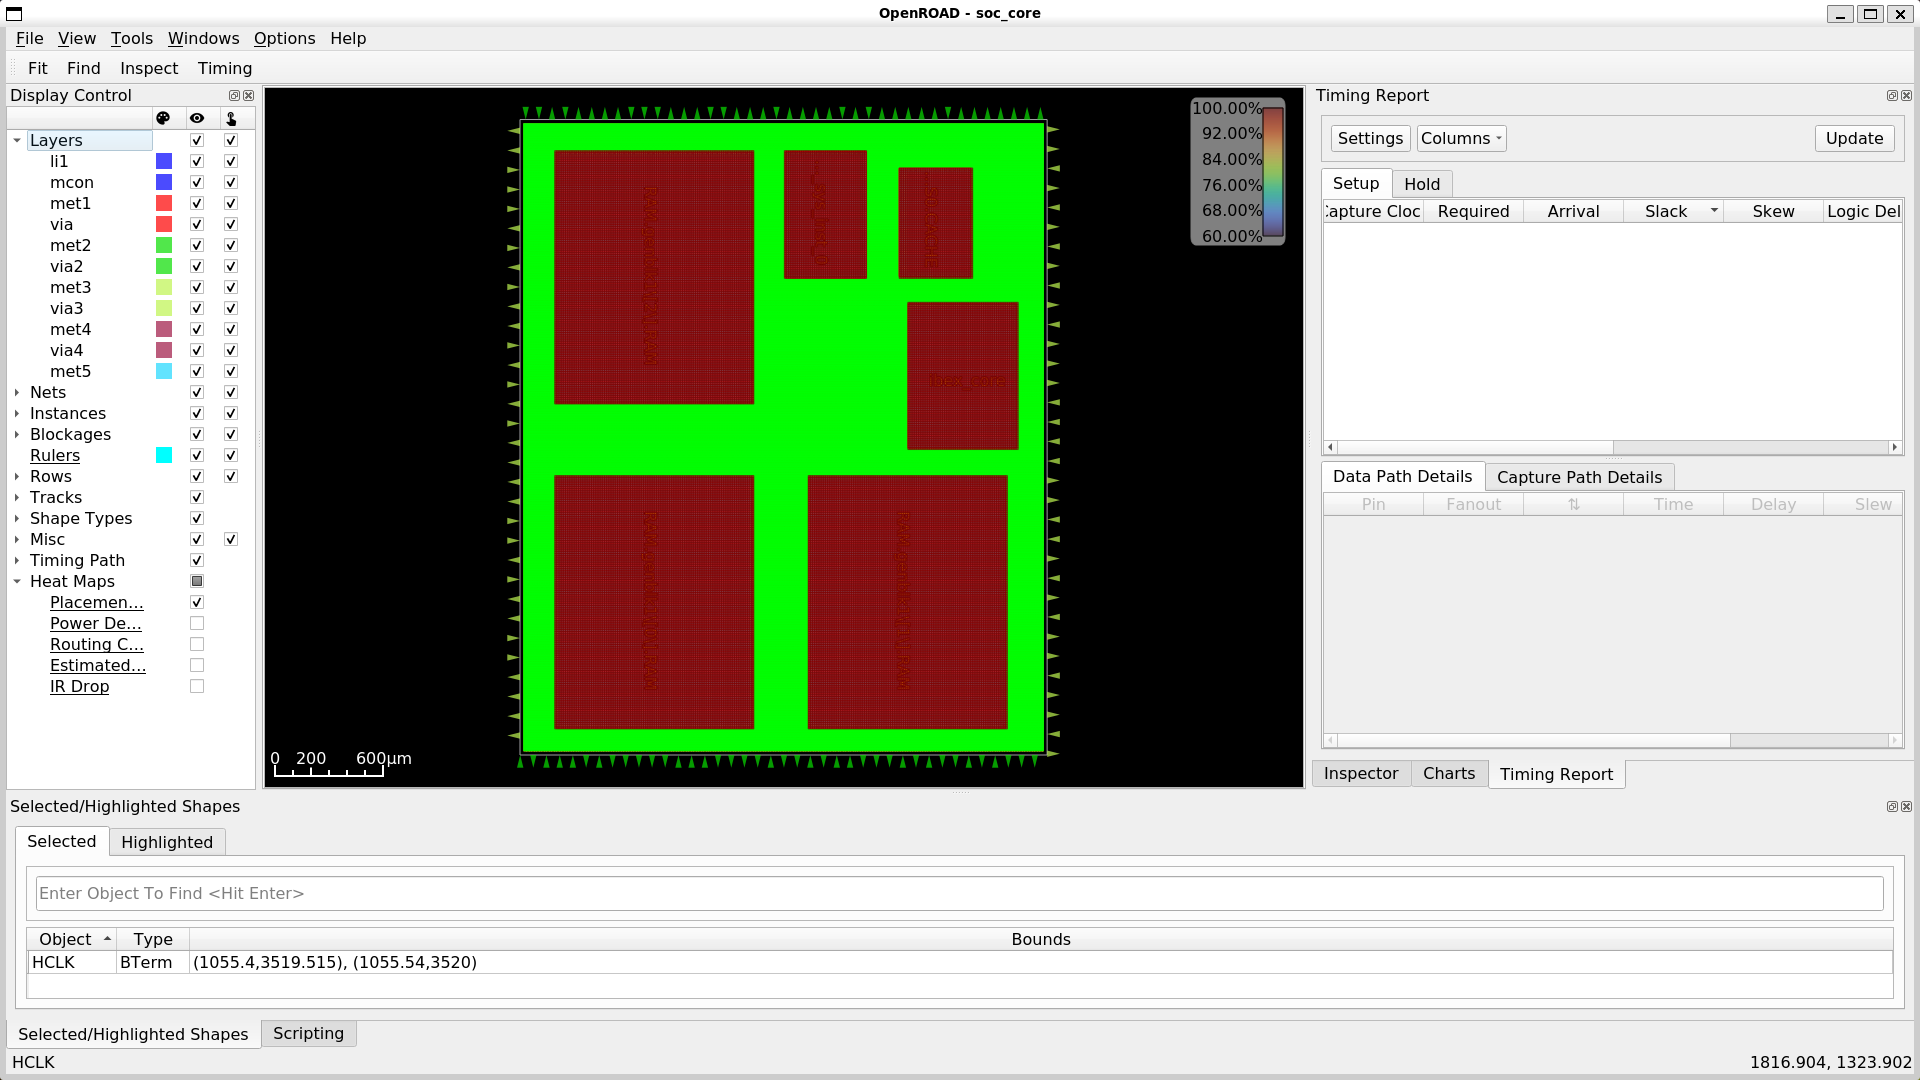 OpenROAD - soc_core
File View Tools Windows Options Help
Fit Find Inspect Timing
Display Control
Layers
li1
mcon
met1
via
met2
via2
met3
via3
met4
via4
met5
Nets
Instances
Blockages
Rulers
Rows
Tracks
Shape Types
Misc
Timing Path
Heat Maps
Placemen...
Power De...
Routing C...
Estimated...
IR Drop
100.00%
92.00%
84.00%
76.00%
68.00%
60.00%
0 200 600µm
Timing Report
Settings Columns Update
Setup Hold
Capture Cloc Required Arrival Slack Skew Logic Del
Data Path Details Capture Path Details
Pin Fanout ⇅ Time Delay Slew
Inspector Charts Timing Report
Selected/Highlighted Shapes
Selected Highlighted
Enter Object To Find <Hit Enter>
Object Type Bounds
HCLK BTerm (1055.4,3519.515), (1055.54,3520)
Selected/Highlighted Shapes Scripting
HCLK 1816.904, 1323.902